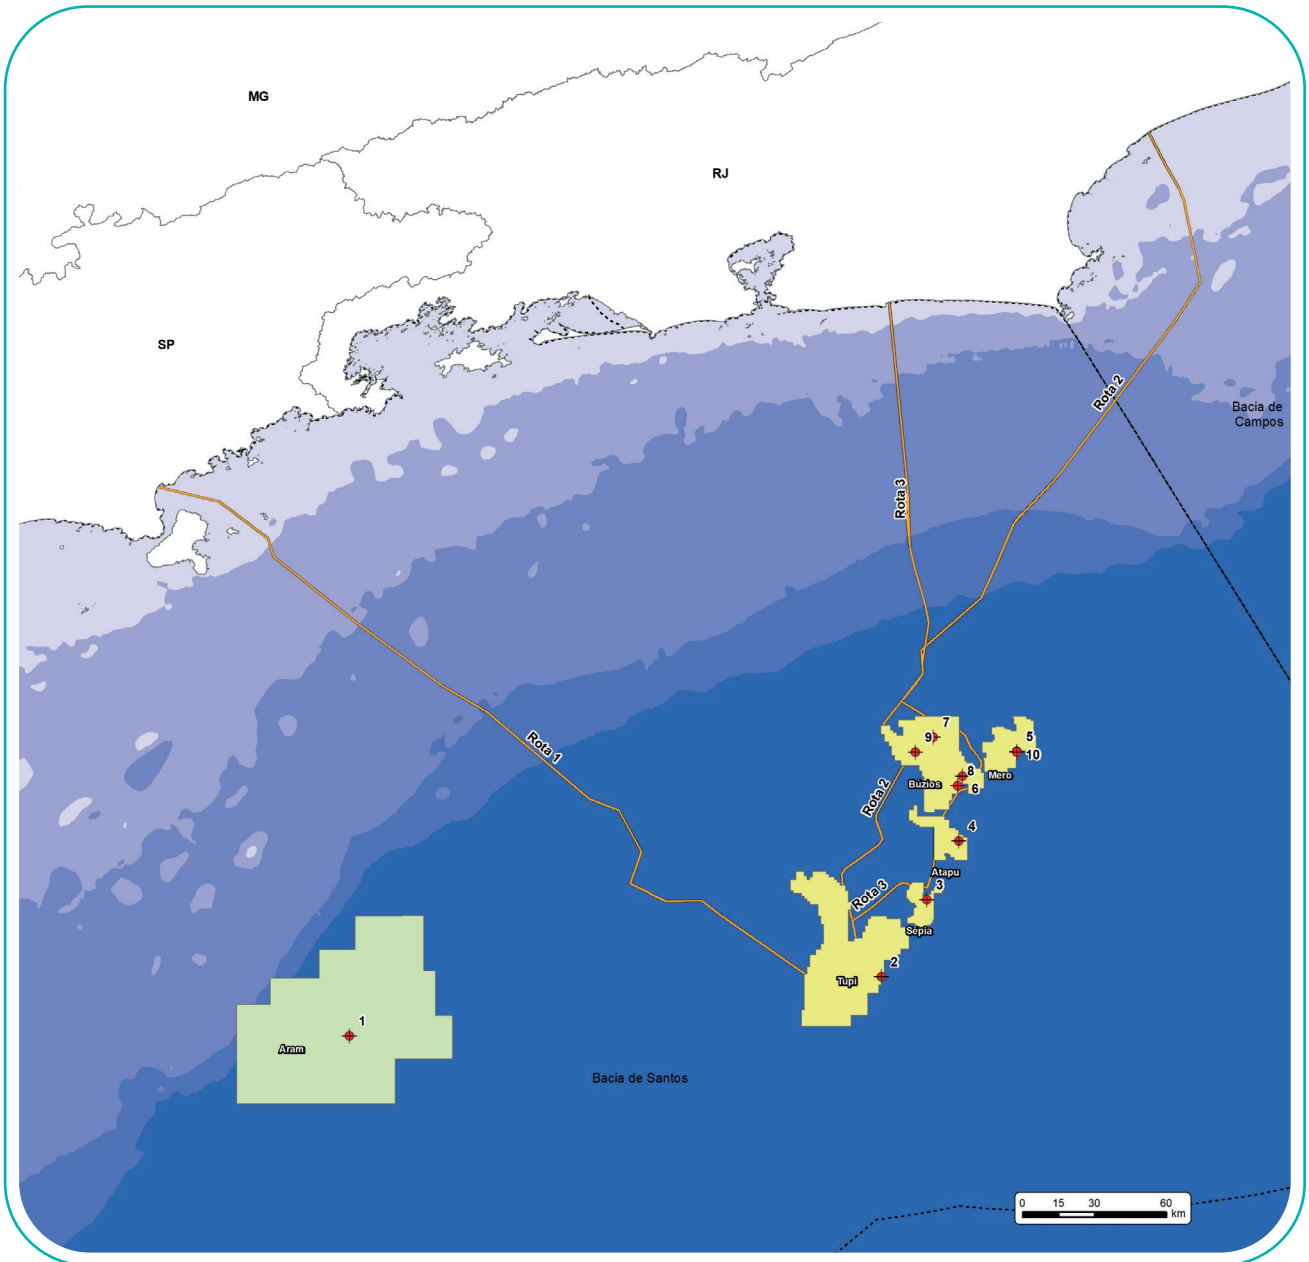 MG
RJ
SP
Rota 2
Bacia de
Campos
Rota 3
Rota 1
7
9
5
10
8
Mero
Búzios
6
Rota 2
4
Atapu
Rota 3
3
Sépia
2
Tupi
1
Aram
Bacia de Santos
0 15 30 60
km